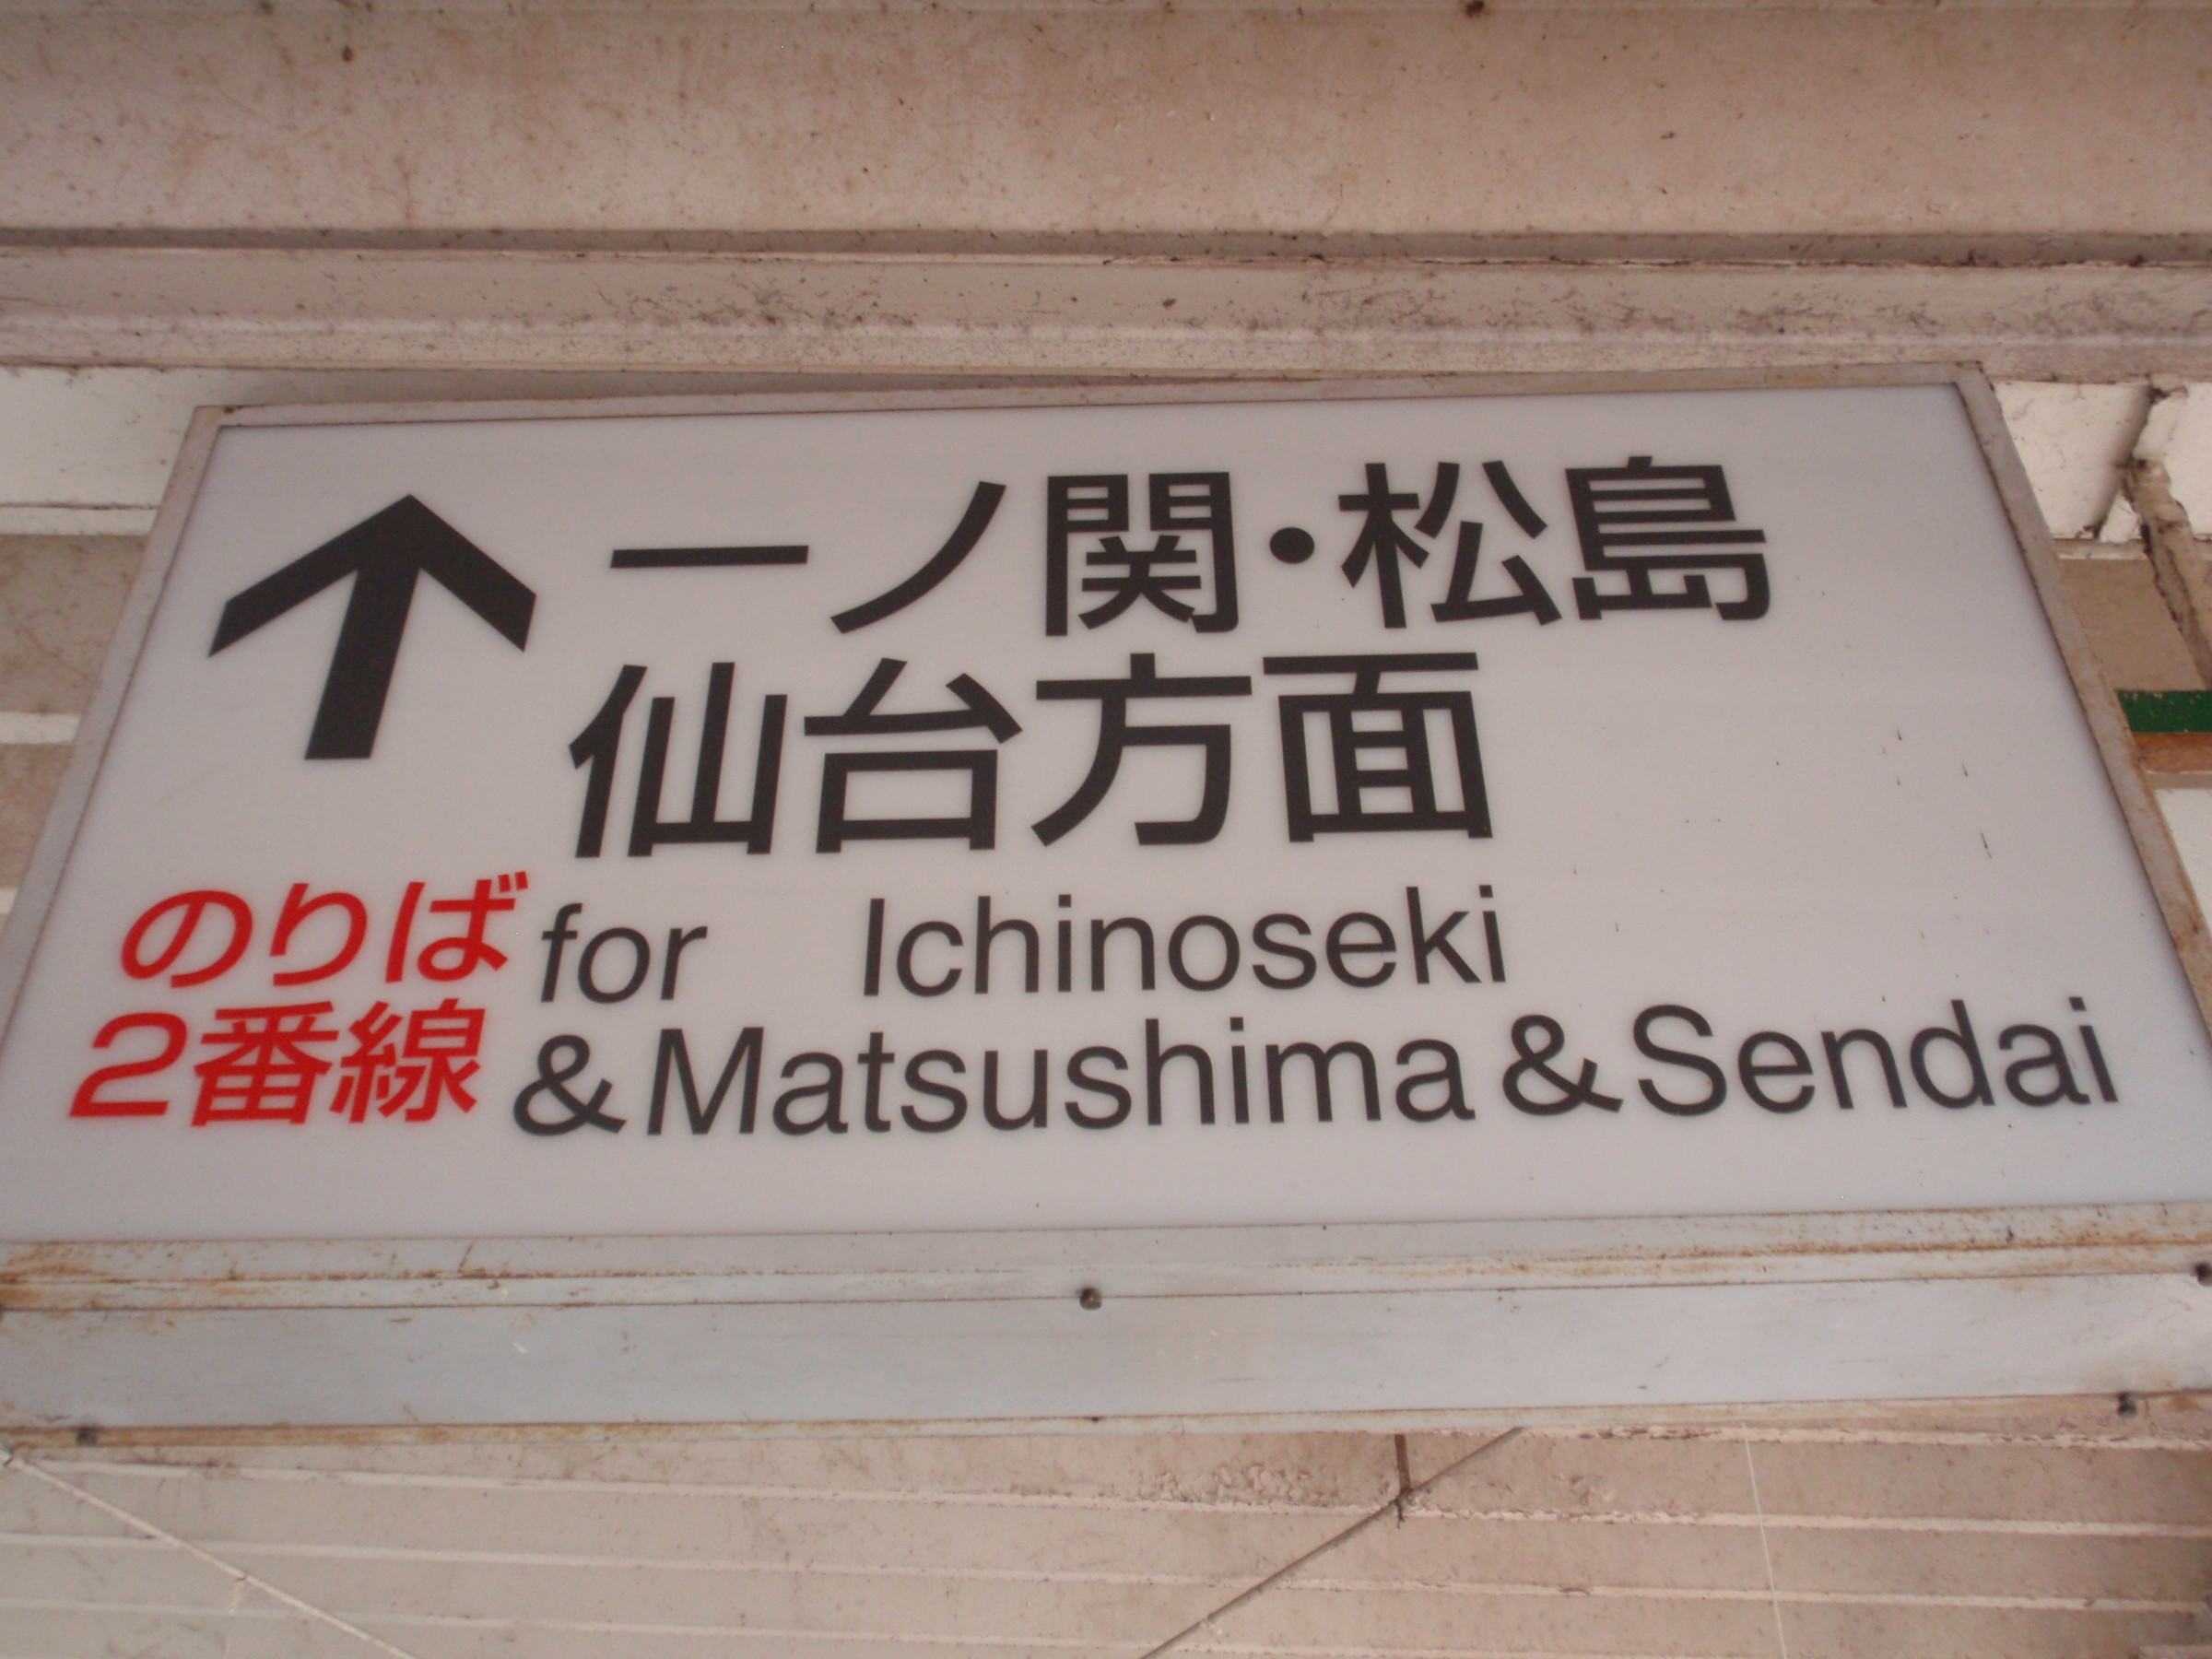 一ノ関・松島
仙台方面
のりば
2番線
for Ichinoseki
&Matsushima&Sendai